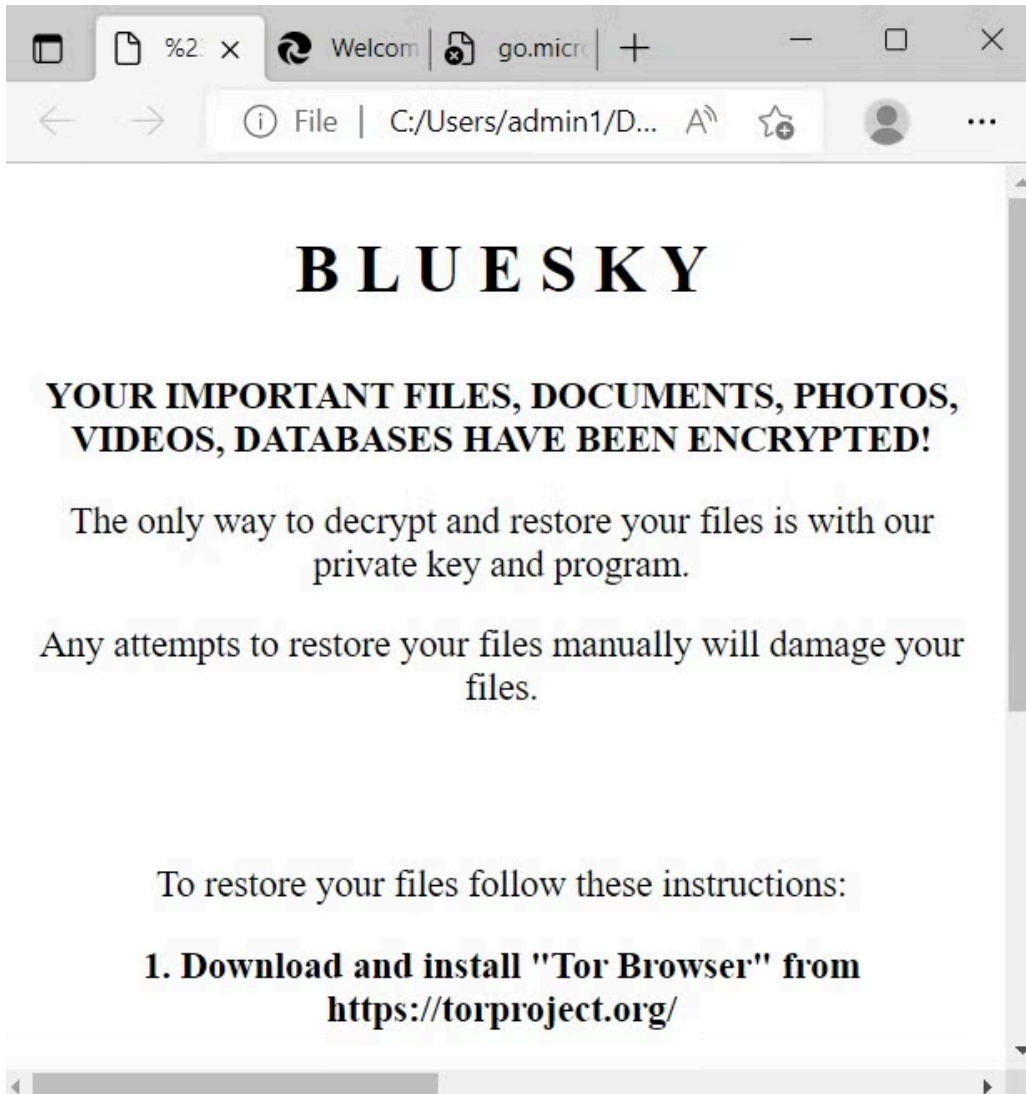 %2
Welcom
go.micr
File | C:/Users/admin1/D...
B L U E S K Y
YOUR IMPORTANT FILES, DOCUMENTS, PHOTOS,
VIDEOS, DATABASES HAVE BEEN ENCRYPTED!
The only way to decrypt and restore your files is with our
private key and program.
Any attempts to restore your files manually will damage your
files.
To restore your files follow these instructions:
1. Download and install "Tor Browser" from
https://torproject.org/